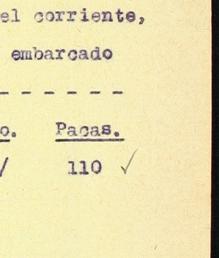 el corriente,
embarcado
- - - - - -
o. Pacas.
/ 110 ✓